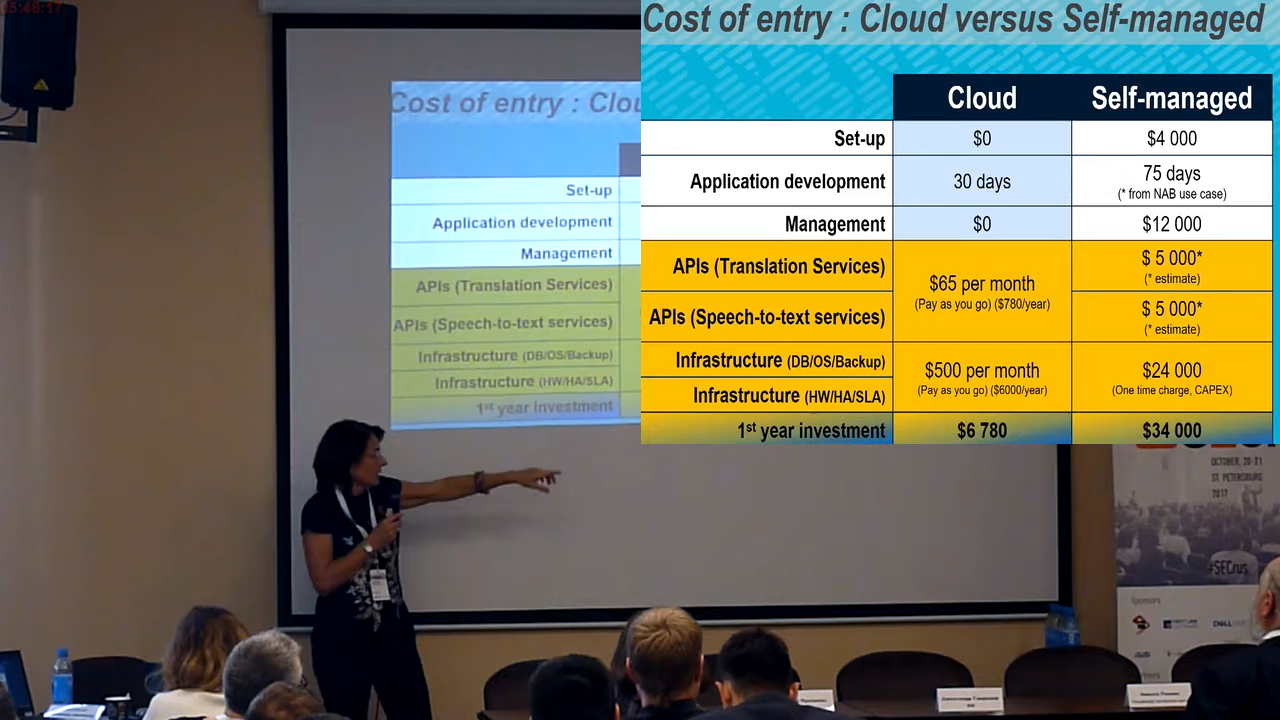 05:48:17
Cost of entry : Cloud versus Self-managed
Cloud Self-managed
Set-up $0 $4 000
Application development 30 days 75 days
(* from NAB use case)
Management $0 $12 000
APIs (Translation Services) $ 5 000*
(* estimate)
$65 per month
(Pay as you go) ($780/year)
APIs (Speech-to-text services) $ 5 000*
(* estimate)
Infrastructure (DB/OS/Backup)
$500 per month $24 000
(Pay as you go) ($6000/year) (One time charge, CAPEX)
Infrastructure (HW/HA/SLA)
1st year investment $6 780 $34 000
Cost of entry : Clou
Set-up
Application development
Management
APIs (Translation Services)
APIs (Speech-to-text services)
Infrastructure (DB/OS/Backup)
Infrastructure (HW/HA/SLA)
1st year investment
OCTOBER, 20-21
ST. PETERSBURG
2017
#SECrus
Sponsors